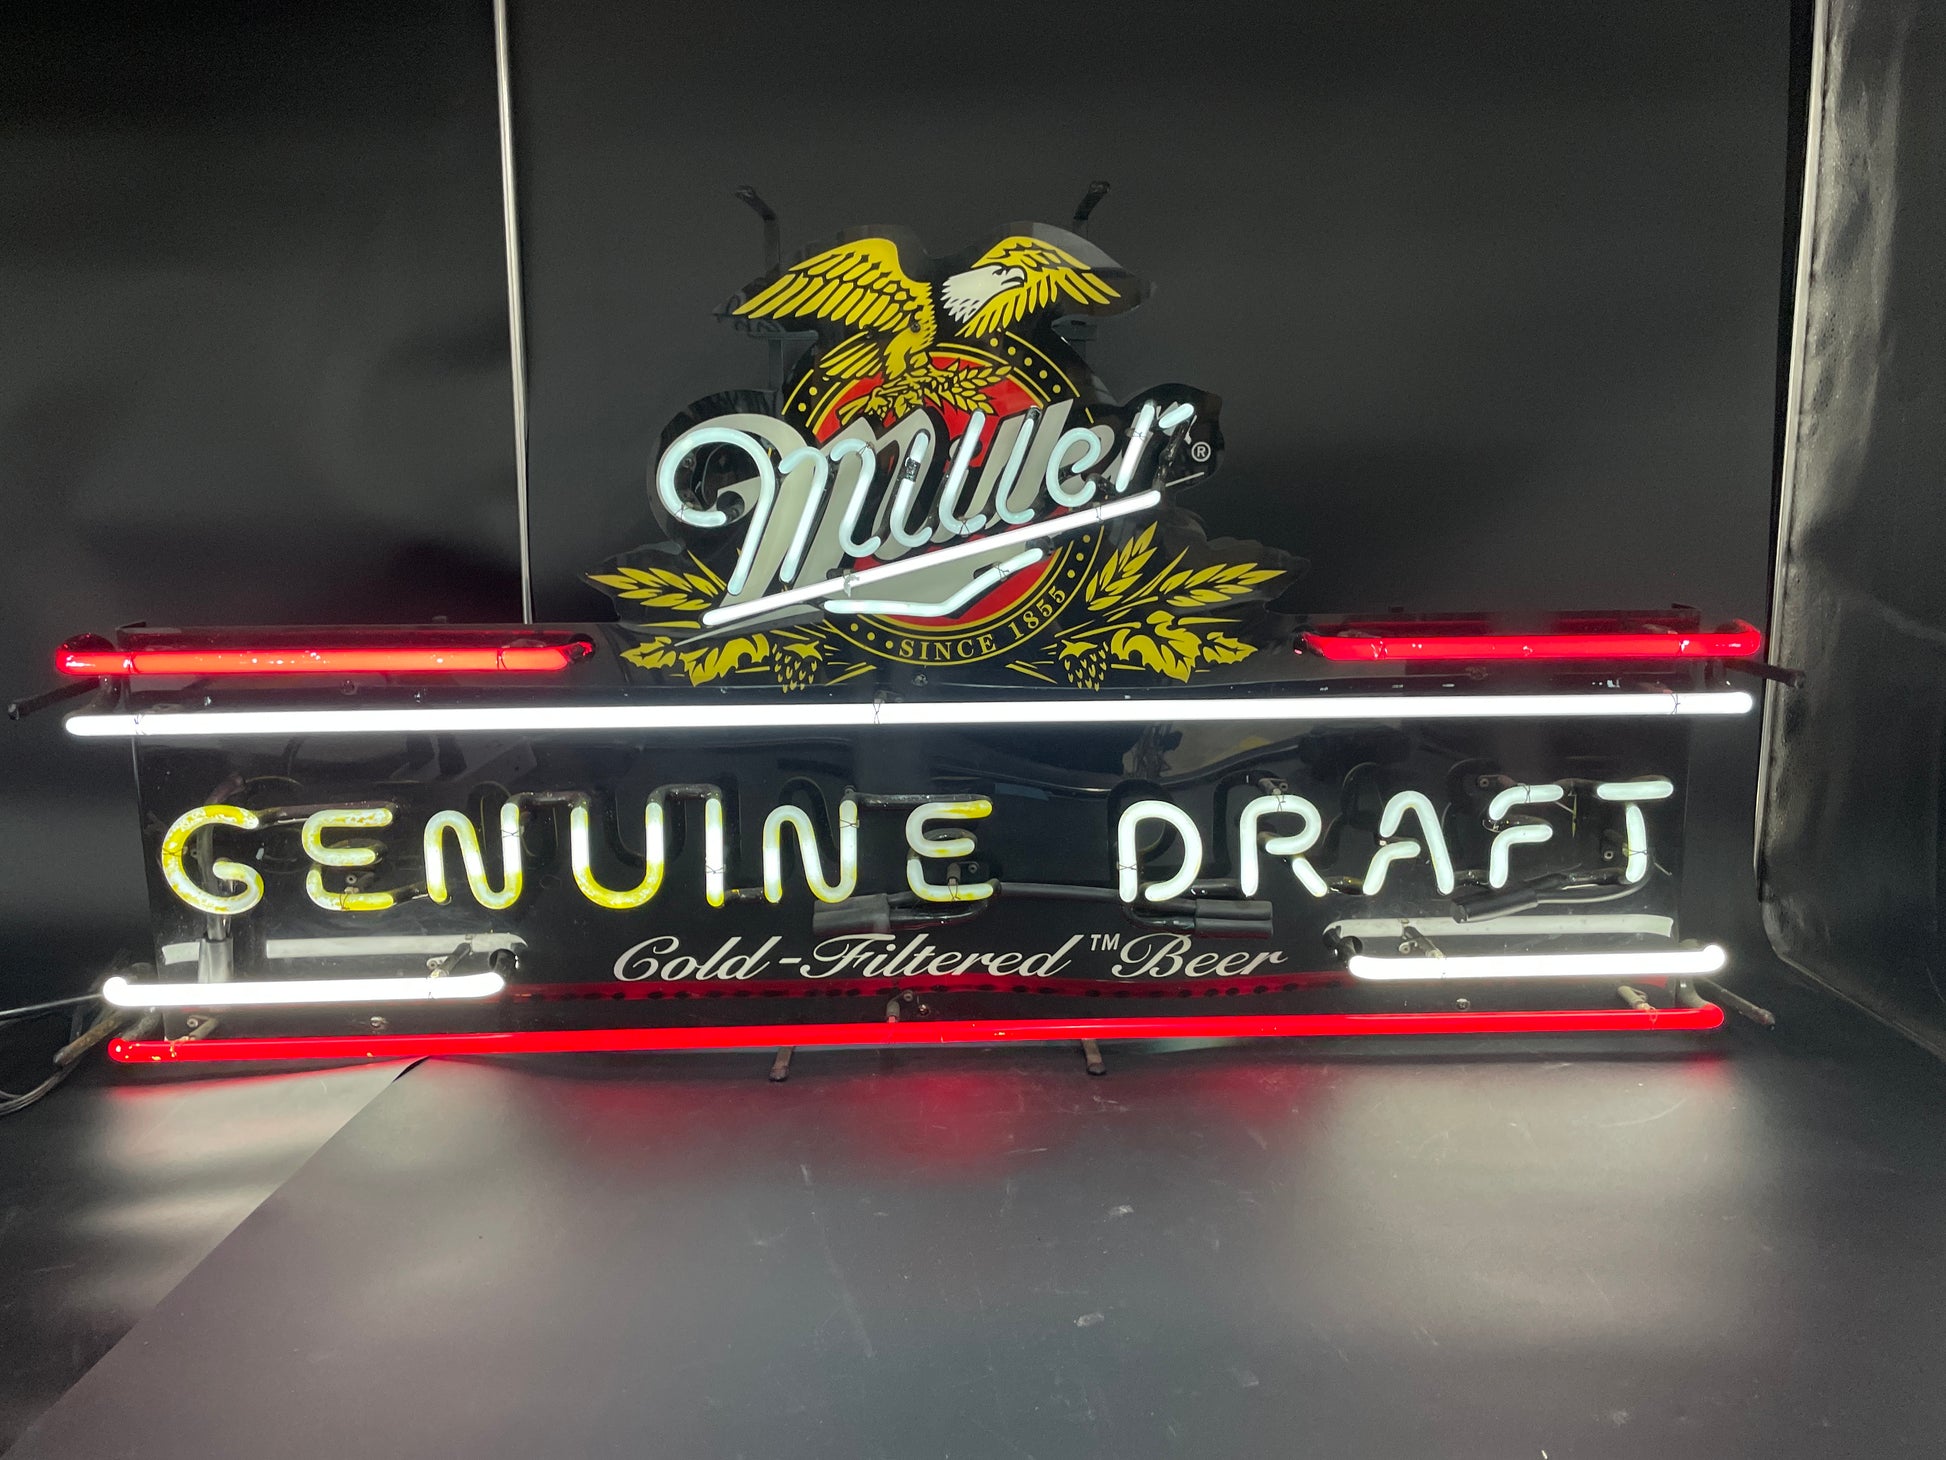 Miller®
SINCE 1855
GENUINE DRAFT
Cold-Filtered™ Beer